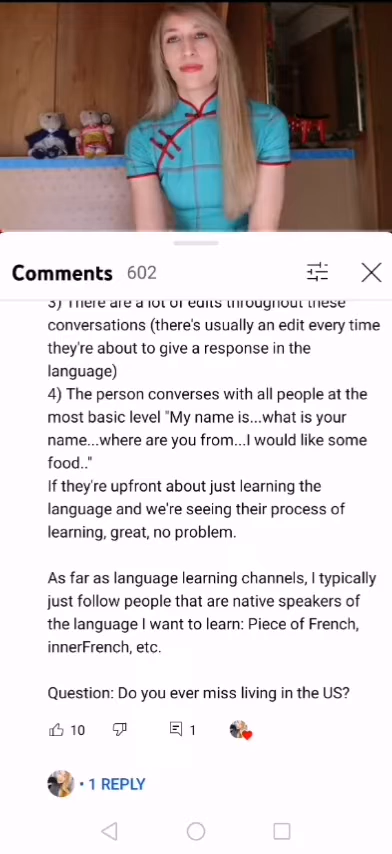 Comments 602
3) There are a lot of edits throughout these
conversations (there's usually an edit every time
they're about to give a response in the
language)
4) The person converses with all people at the
most basic level "My name is...what is your
name...where are you from...I would like some
food.."
If they're upfront about just learning the
language and we're seeing their process of
learning, great, no problem.
As far as language learning channels, I typically
just follow people that are native speakers of
the language I want to learn: Piece of French,
innerFrench, etc.
Question: Do you ever miss living in the US?
10 1
• 1 REPLY